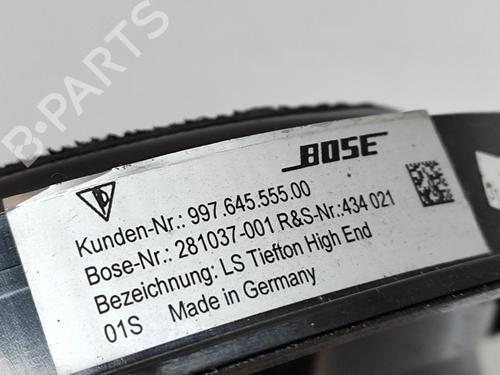 B-PARTS
BOSE
Kunden-Nr.: 997.645.555.00
Bose-Nr.: 281037-001 R&S-Nr.:434 021
Bezeichnung: LS Tiefton High End
01S Made in Germany